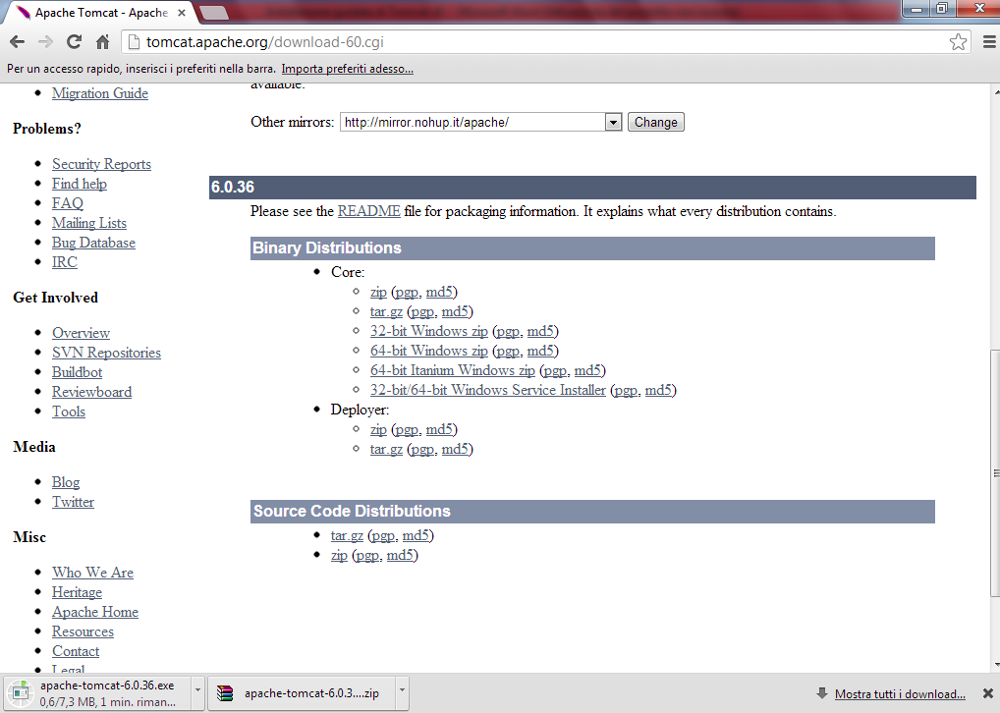 Apache Tomcat - Apache
tomcat.apache.org/download-60.cgi
Per un accesso rapido, inserisci i preferiti nella barra. Importa preferiti adesso...
Migration Guide
Problems?
Security Reports
Find help
FAQ
Mailing Lists
Bug Database
IRC
Get Involved
Overview
SVN Repositories
Buildbot
Reviewboard
Tools
Media
Blog
Twitter
Misc
Who We Are
Heritage
Apache Home
Resources
Contact
Legal
available.
Other mirrors: http://mirror.nohup.it/apache/ Change
6.0.36
Please see the README file for packaging information. It explains what every distribution contains.
Binary Distributions
Core:
zip (pgp, md5)
tar.gz (pgp, md5)
32-bit Windows zip (pgp, md5)
64-bit Windows zip (pgp, md5)
64-bit Itanium Windows zip (pgp, md5)
32-bit/64-bit Windows Service Installer (pgp, md5)
Deployer:
zip (pgp, md5)
tar.gz (pgp, md5)
Source Code Distributions
tar.gz (pgp, md5)
zip (pgp, md5)
apache-tomcat-6.0.36.exe
0,6/7,3 MB, 1 min. riman...
apache-tomcat-6.0.3....zip
Mostra tutti i download...